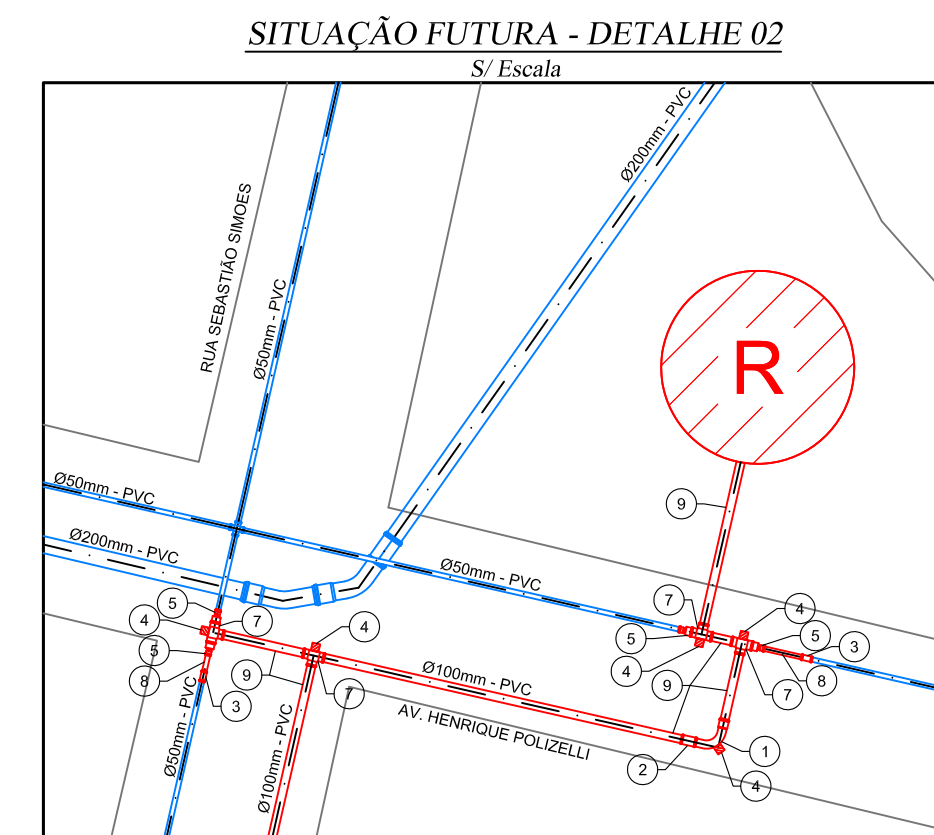 SITUAÇÃO FUTURA - DETALHE 02
S/ Escala
Ø200mm - PVC
RUA SEBASTIÃO SIMOES
Ø50mm - PVC
R
Ø50mm - PVC
9
Ø200mm - PVC
Ø50mm - PVC
5
7
4
7
4
5
4
5
5
3
4
8
9
7
Ø100mm - PVC
9
7
8
3
Ø50mm - PVC
Ø100mm - PVC
AV. HENRIQUE POLIZELLI
1
2
4